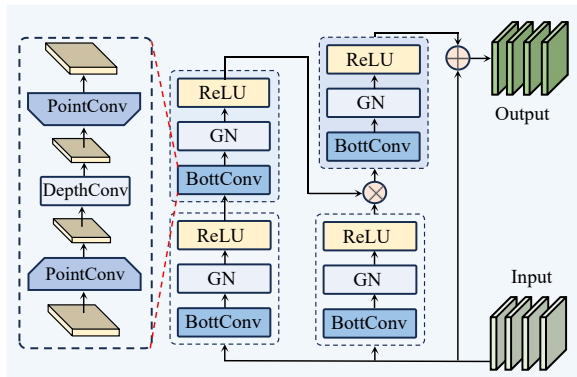 PointConv
DepthConv
PointConv
ReLU
GN
BottConv
ReLU
GN
BottConv
ReLU
GN
BottConv
ReLU
GN
BottConv
Output
Input